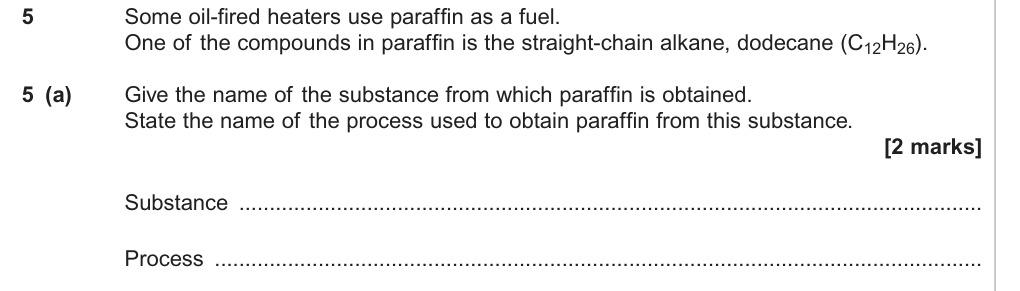 5 Some oil-fired heaters use paraffin as a fuel.
One of the compounds in paraffin is the straight-chain alkane, dodecane (C₁₂H₂₆).
5 (a) Give the name of the substance from which paraffin is obtained.
State the name of the process used to obtain paraffin from this substance.
[2 marks]
Substance ........................................................................................................................
Process ............................................................................................................................